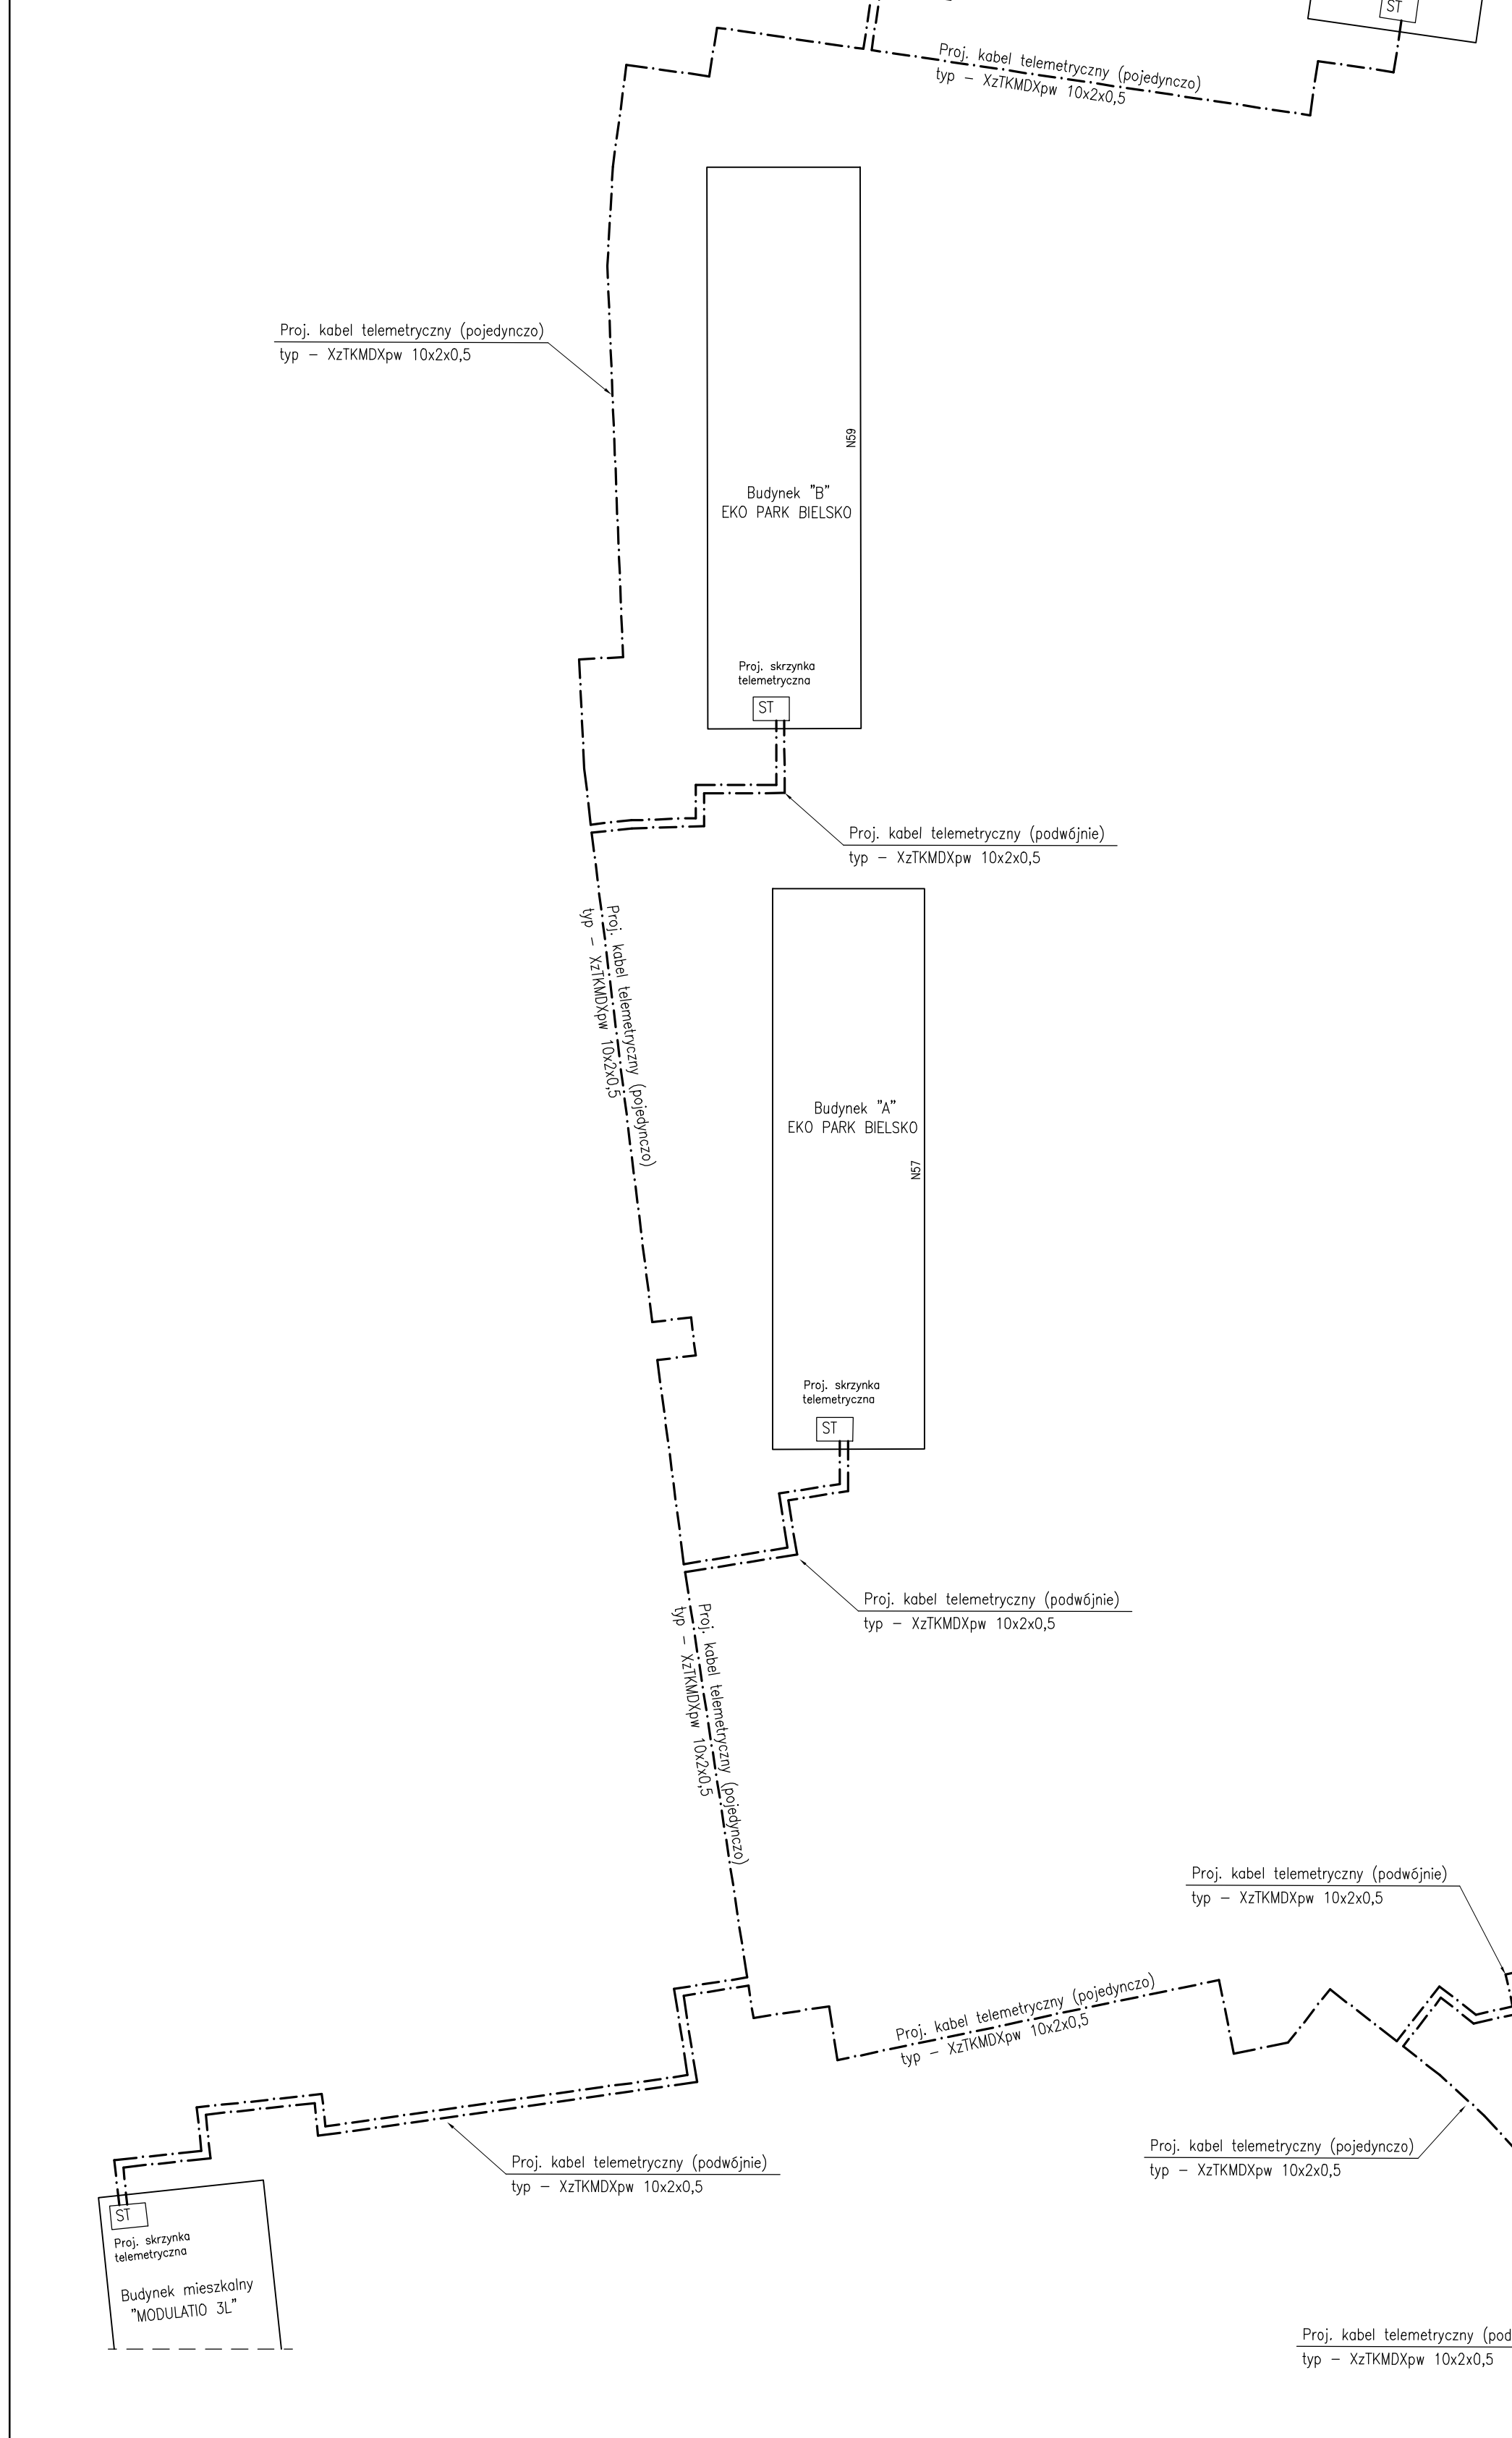 ST
Proj. kabel telemetryczny (pojedynczo)
typ – XzTKMDXpw 10x2x0,5
Proj. kabel telemetryczny (pojedynczo)
typ – XzTKMDXpw 10x2x0,5
N59
Budynek "B"
EKO PARK BIELSKO
Proj. skrzynka
telemetryczna
ST
Proj. kabel telemetryczny (podwójnie)
typ – XzTKMDXpw 10x2x0,5
Proj. kabel telemetryczny (pojedynczo)
typ – XzTKMDXpw 10x2x0,5
Budynek "A"
EKO PARK BIELSKO
N57
Proj. skrzynka
telemetryczna
ST
Proj. kabel telemetryczny (podwójnie)
typ – XzTKMDXpw 10x2x0,5
Proj. kabel telemetryczny (pojedynczo)
typ – XzTKMDXpw 10x2x0,5
Proj. kabel telemetryczny (podwójnie)
typ – XzTKMDXpw 10x2x0,5
Proj. kabel telemetryczny (pojedynczo)
typ – XzTKMDXpw 10x2x0,5
Proj. kabel telemetryczny (pojedynczo)
typ – XzTKMDXpw 10x2x0,5
Proj. kabel telemetryczny (podwójnie)
typ – XzTKMDXpw 10x2x0,5
ST
Proj. skrzynka
telemetryczna
Budynek mieszkalny
"MODULATIO 3L"
Proj. kabel telemetryczny (pod
typ – XzTKMDXpw 10x2x0,5